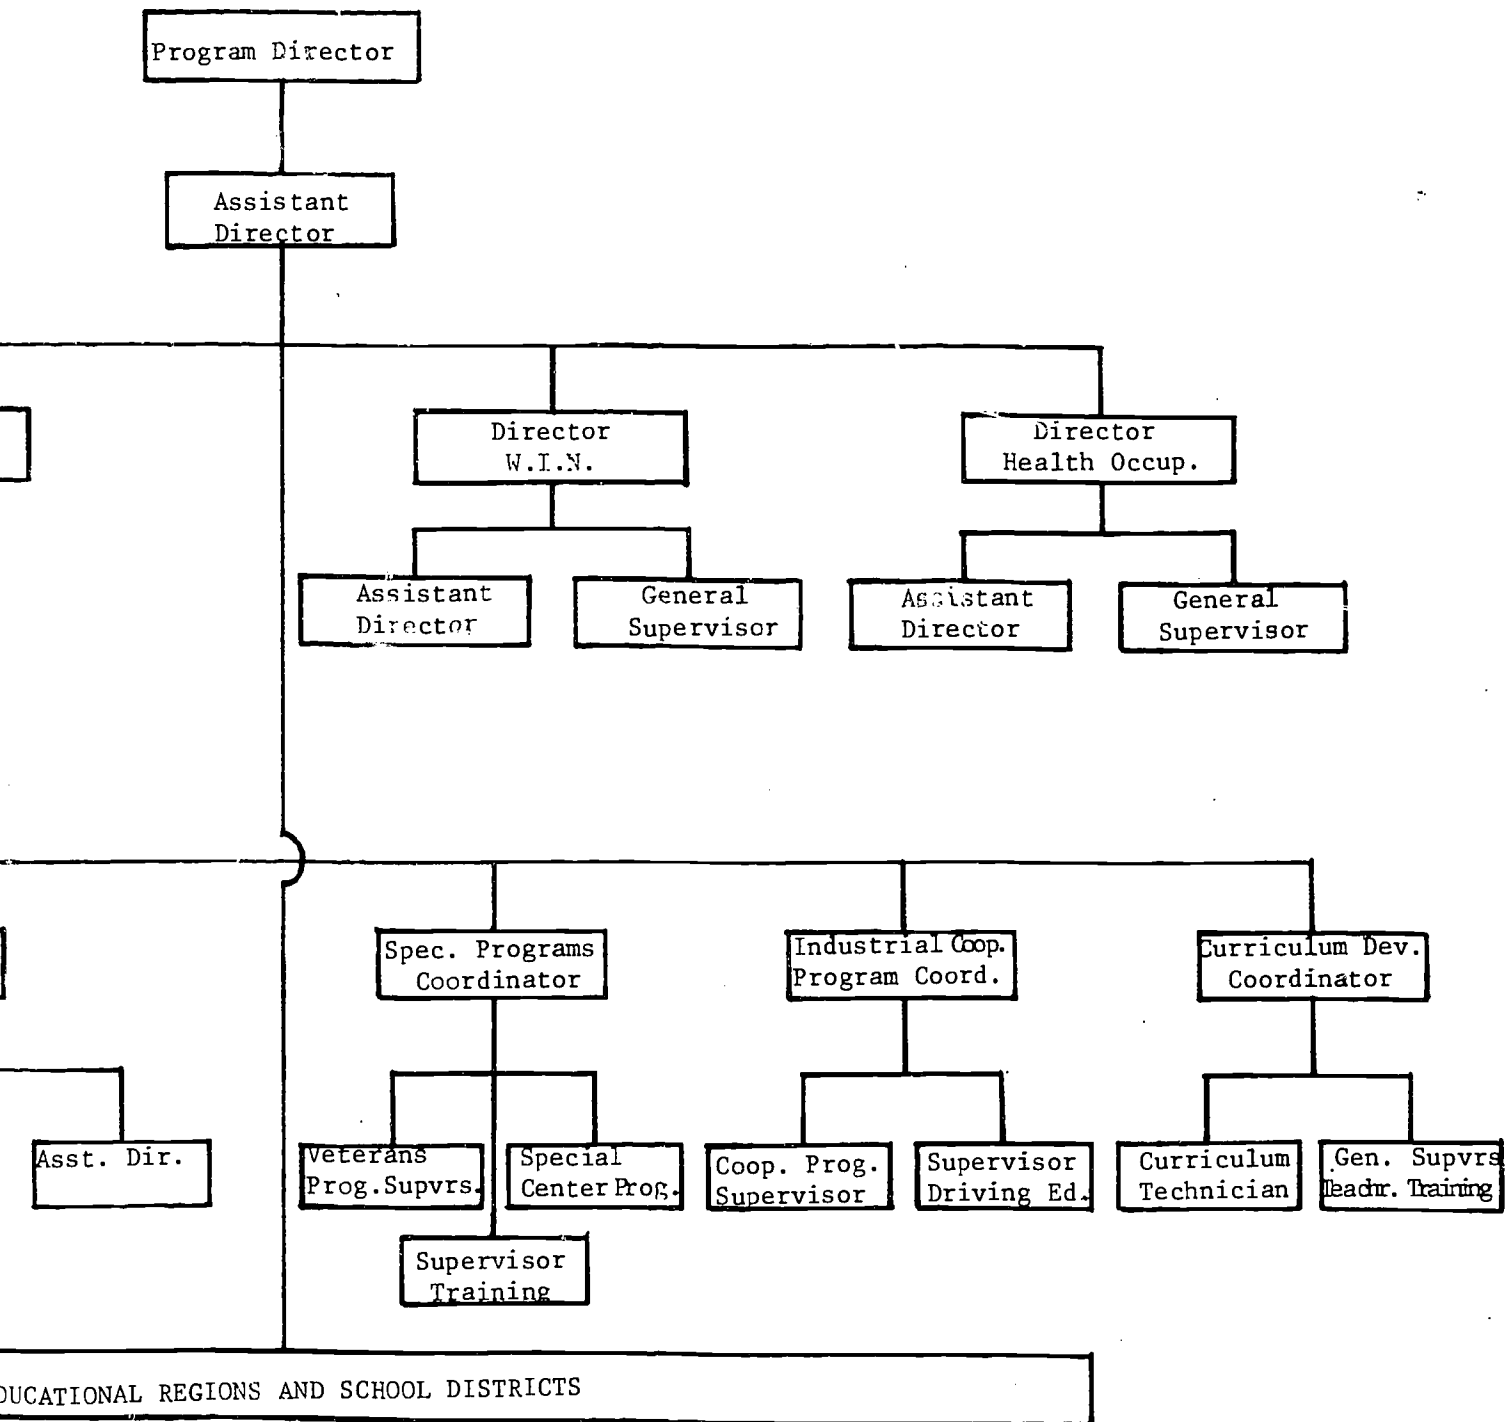 Program Director
Assistant
Director
Director
W.I.N.
Director
Health Occup.
Assistant
Director
General
Supervisor
Assistant
Director
General
Supervisor
Spec. Programs
Coordinator
Industrial Coop.
Program Coord.
Curriculum Dev.
Coordinator
Asst. Dir.
Veterans
Prog.Supvrs.
Special
Center Prog.
Coop. Prog.
Supervisor
Supervisor
Driving Ed.
Curriculum
Technician
Gen. Supvrs
Teachr. Training
Supervisor
Training
DUCATIONAL REGIONS AND SCHOOL DISTRICTS